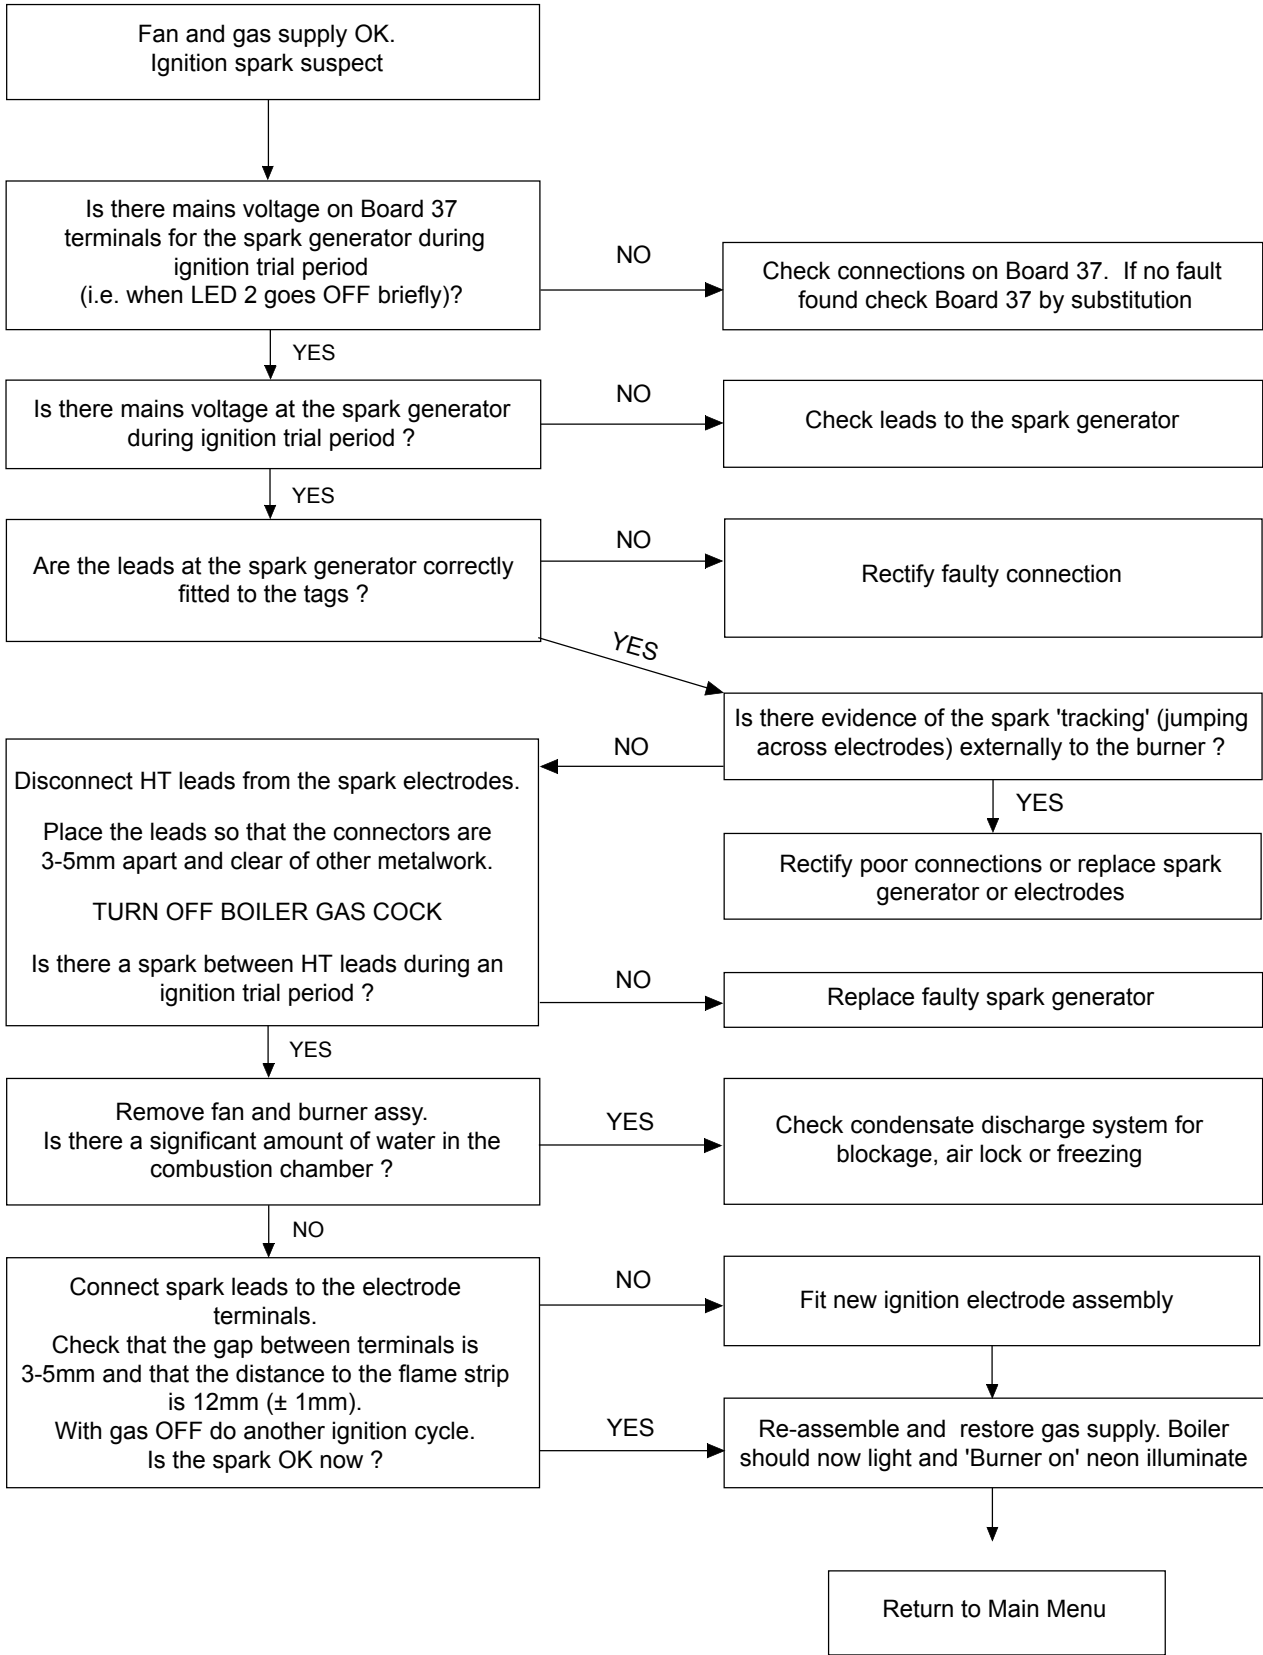 Fan and gas supply OK.
Ignition spark suspect
Is there mains voltage on Board 37
terminals for the spark generator during
ignition trial period
(i.e. when LED 2 goes OFF briefly)?
NO
Check connections on Board 37.  If no fault
found check Board 37 by substitution
YES
Is there mains voltage at the spark generator
during ignition trial period ?
NO
Check leads to the spark generator
YES
Are the leads at the spark generator correctly
fitted to the tags ?
NO
Rectify faulty connection
YES
Is there evidence of the spark 'tracking' (jumping
across electrodes) externally to the burner ?
NO
YES
Rectify poor connections or replace spark
generator or electrodes
Disconnect HT leads from the spark electrodes.
Place the leads so that the connectors are
3-5mm apart and clear of other metalwork.
TURN OFF BOILER GAS COCK
Is there a spark between HT leads during an
ignition trial period ?
NO
Replace faulty spark generator
YES
Remove fan and burner assy.
Is there a significant amount of water in the
combustion chamber ?
YES
Check condensate discharge system for
blockage, air lock or freezing
NO
Connect spark leads to the electrode
terminals.
Check that the gap between terminals is
3-5mm and that the distance to the flame strip
is 12mm (± 1mm).
With gas OFF do another ignition cycle.
Is the spark OK now ?
NO
Fit new ignition electrode assembly
YES
Re-assemble and  restore gas supply. Boiler
should now light and 'Burner on' neon illuminate
Return to Main Menu